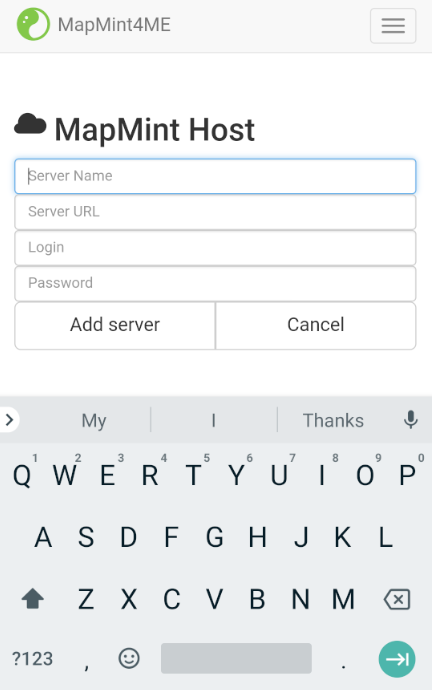 MapMint4ME
MapMint Host
Server Name
Server URL
Login
Password
Add server Cancel
My I Thanks
1 2 3 4 5 6 7 8 9 0
Q W E R T Y U I O P
A S D F G H J K L
Z X C V B N M
?123 , .